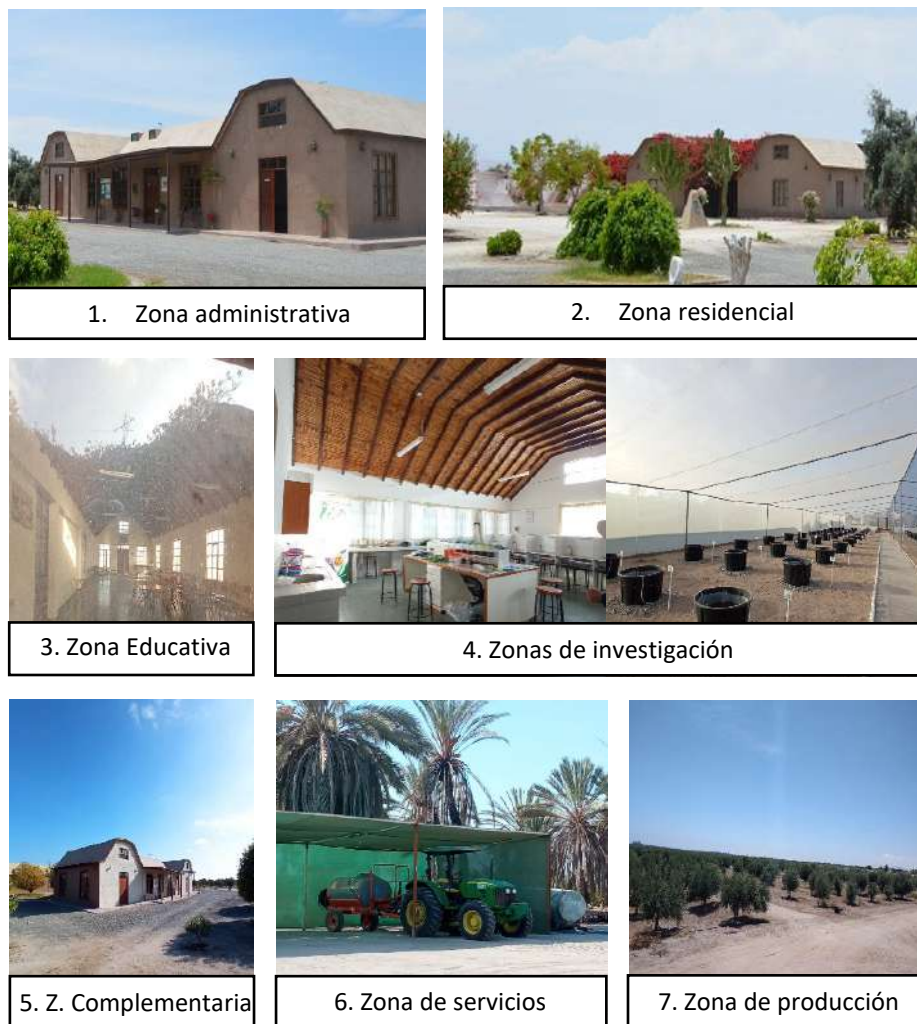 1. Zona administrativa
2. Zona residencial
3. Zona Educativa
4. Zonas de investigación
5. Z. Complementaria
6. Zona de servicios
7. Zona de producción